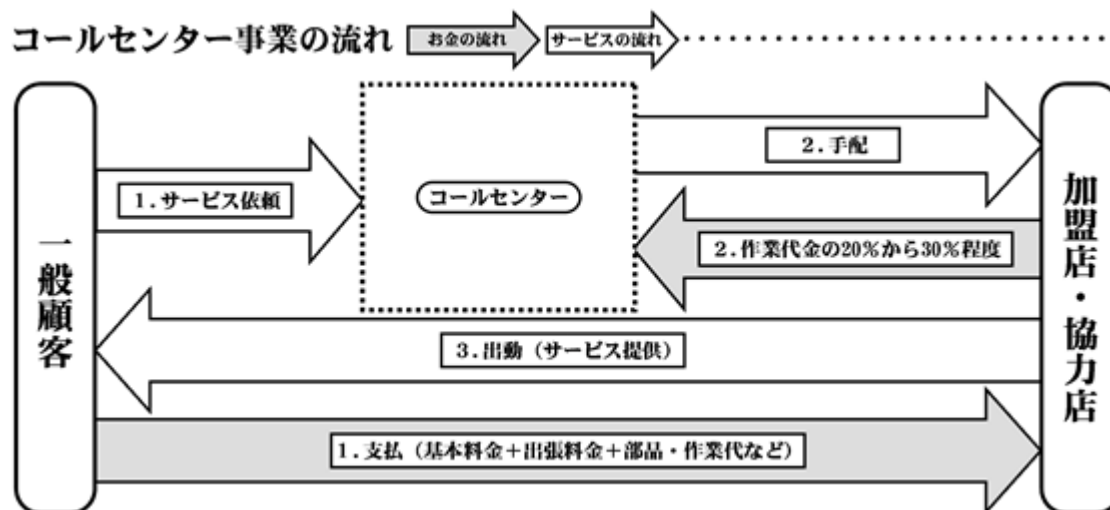 コールセンター事業の流れ
お金の流れ
サービスの流れ
一般顧客
1.サービス依頼
コールセンター
2.手配
2.作業代金の20%から30%程度
3.出動（サービス提供）
1.支払（基本料金＋出張料金＋部品・作業代など）
加盟店・協力店